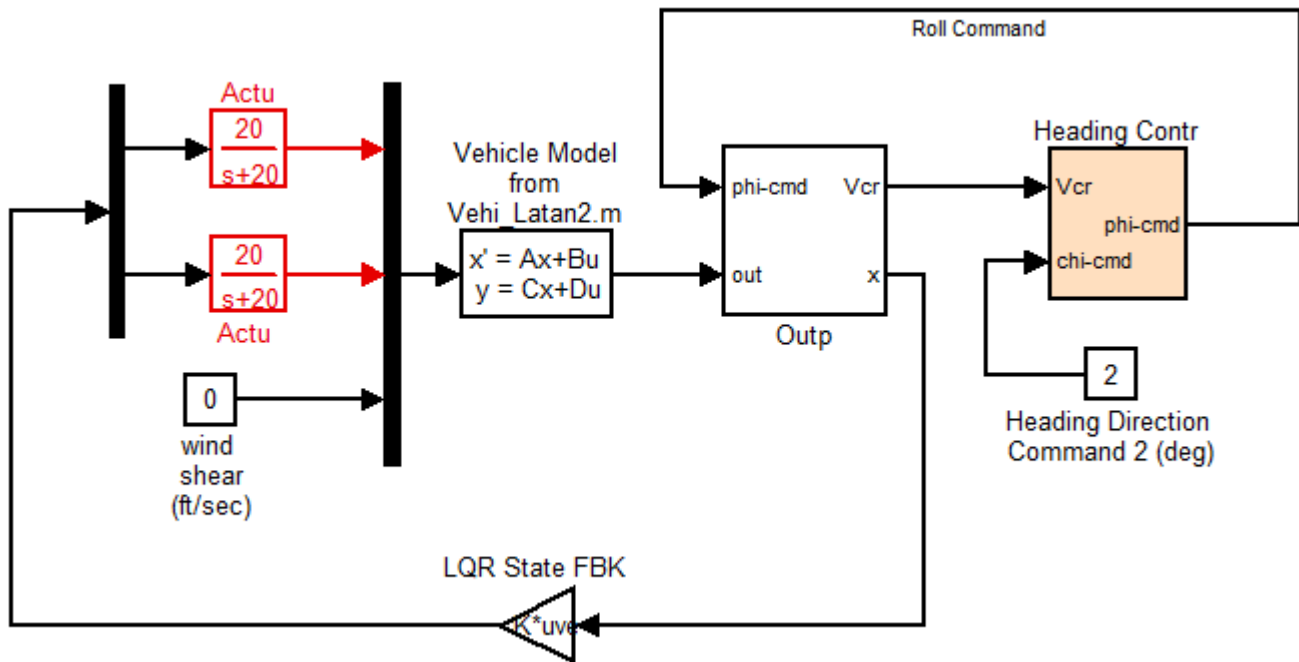 Roll Command
Actu
20
s+20
Vehicle Model
from
Vehi_Latan2.m
x' = Ax+Bu
y = Cx+Du
phi-cmd
Vcr
out
x
Outp
Heading Contr
Vcr
phi-cmd
chi-cmd
20
s+20
Actu
0
wind
shear
(ft/sec)
2
Heading Direction
Command 2 (deg)
LQR State FBK
K*uve